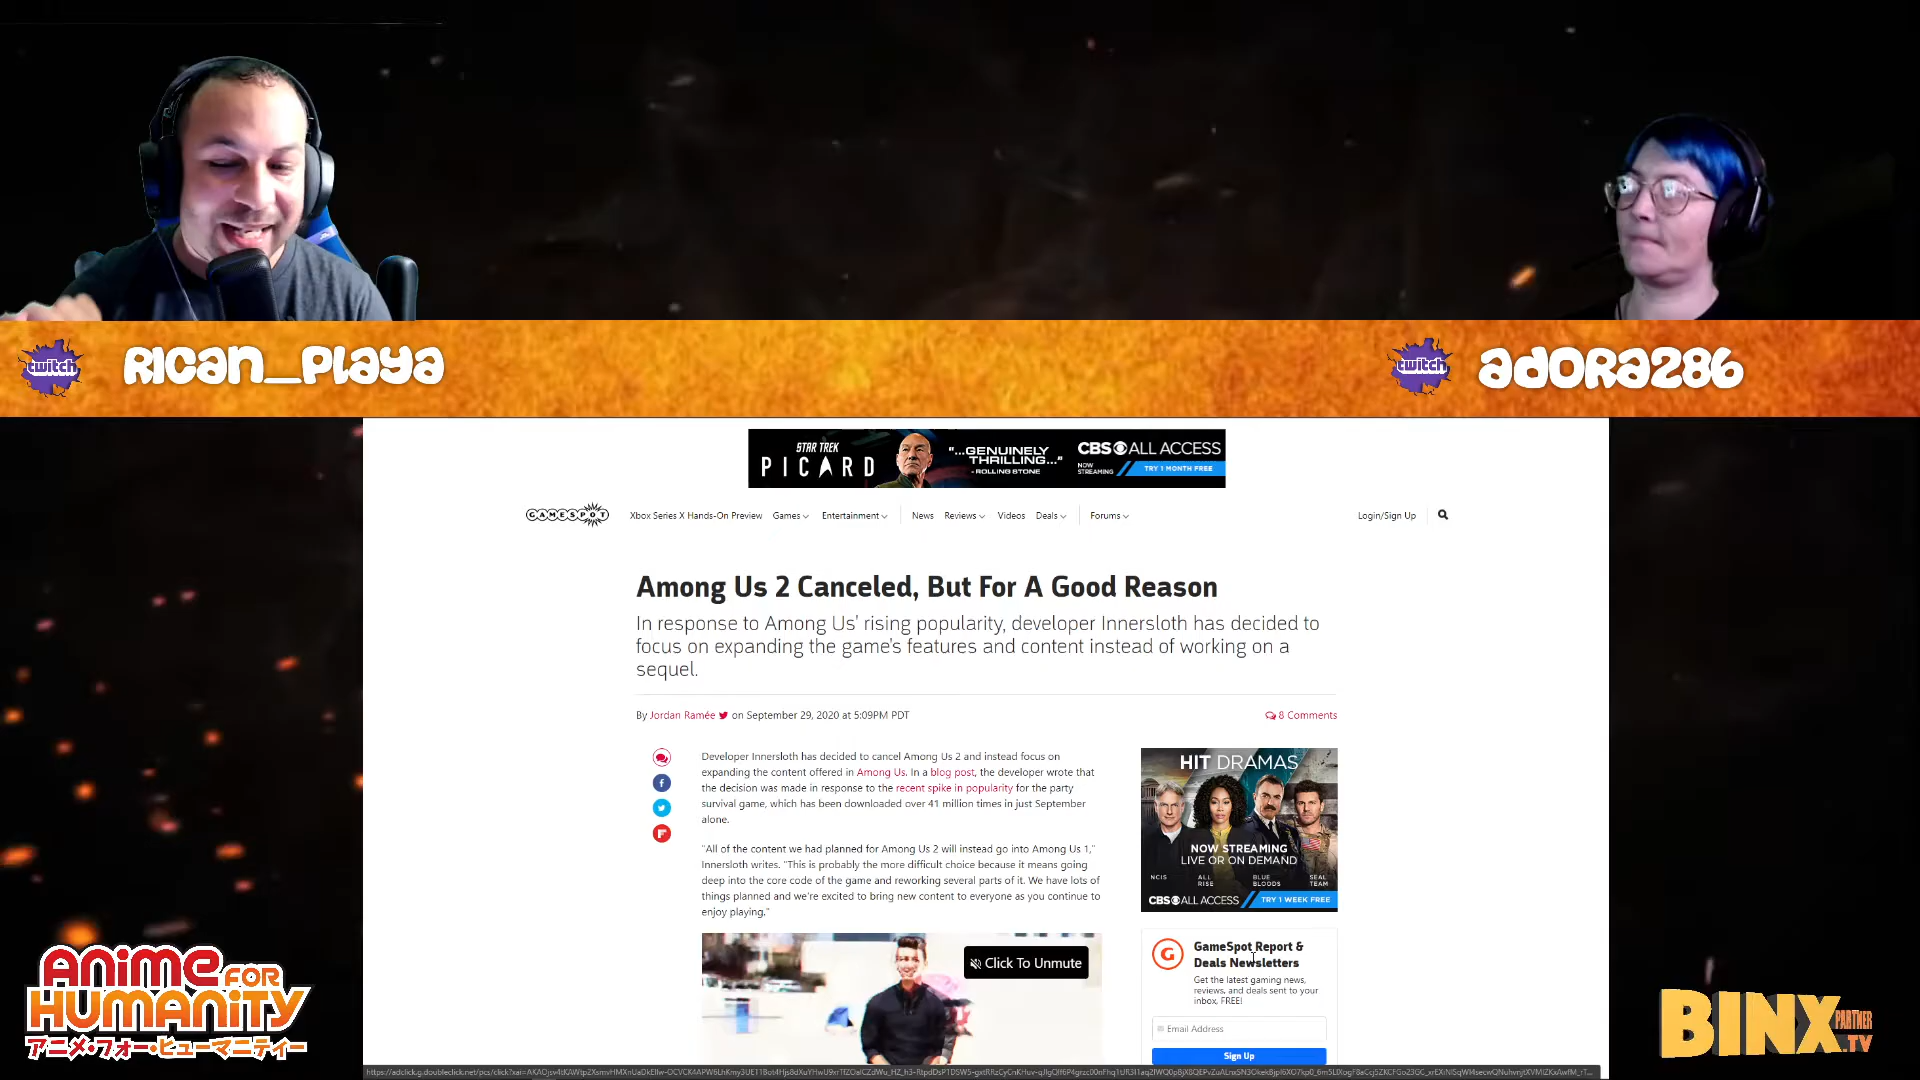 twitch
RICAN_PLAYA
twitch
ADORA286
STAR TREK
PICARD
"...GENUINELY
THRILLING..."
- ROLLING STONE
CBS ALL ACCESS
NOW
STREAMING
TRY 1 MONTH FREE
GAMESPOT
Xbox Series X Hands-On Preview Games Entertainment News Reviews Videos Deals Forums
Login/Sign Up
Among Us 2 Canceled, But For A Good Reason
In response to Among Us' rising popularity, developer Innersloth has decided to
focus on expanding the game's features and content instead of working on a
sequel.
By Jordan Ramée on September 29, 2020 at 5:09PM PDT
8 Comments
Developer Innersloth has decided to cancel Among Us 2 and instead focus on
expanding the content offered in Among Us. In a blog post, the developer wrote that
the decision was made in response to the recent spike in popularity for the party
survival game, which has been downloaded over 41 million times in just September
alone.
"All of the content we had planned for Among Us 2 will instead go into Among Us 1,"
Innersloth writes. "This is probably the more difficult choice because it means going
deep into the core code of the game and reworking several parts of it. We have lots of
things planned and we're excited to bring new content to everyone as you continue to
enjoy playing."
Click To Unmute
HIT DRAMAS
NOW STREAMING
LIVE OR ON DEMAND
NCIS
ALL
RISE
BLUE
BLOODS
SEAL
TEAM
CBS ALL ACCESS
TRY 1 WEEK FREE
G
GameSpot Report &
Deals Newsletters
Get the latest gaming news,
reviews, and deals sent to your
inbox, FREE!
Email Address
Sign Up
ANIME FOR
HUMANITY
アニメ・フォー・ヒューマニティー
BINX
PARTNER
.TV